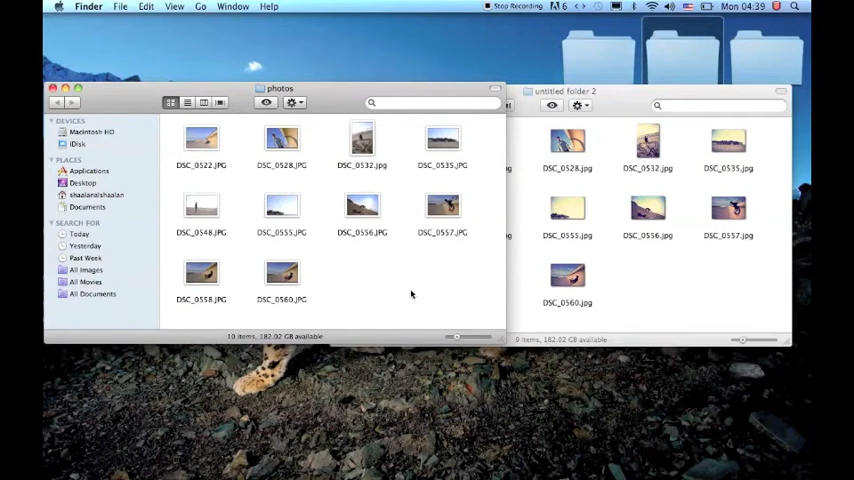 Finder File Edit View Go Window Help
Stop Recording 6 Mon 04:39
photos
DEVICES
Macintosh HD
iDisk
PLACES
Applications
Desktop
shaalanalshaalan
Documents
SEARCH FOR
Today
Yesterday
Past Week
All Images
All Movies
All Documents
DSC_0522.JPG DSC_0528.JPG DSC_0532.jpg DSC_0535.JPG
DSC_0548.JPG DSC_0555.JPG DSC_0556.JPG DSC_0557.JPG
DSC_0558.JPG DSC_0560.JPG
10 items, 182.02 GB available
untitled folder 2
DSC_0528.jpg DSC_0532.jpg DSC_0535.jpg
DSC_0555.jpg DSC_0556.jpg DSC_0557.jpg
DSC_0560.jpg
9 items, 182.02 GB available